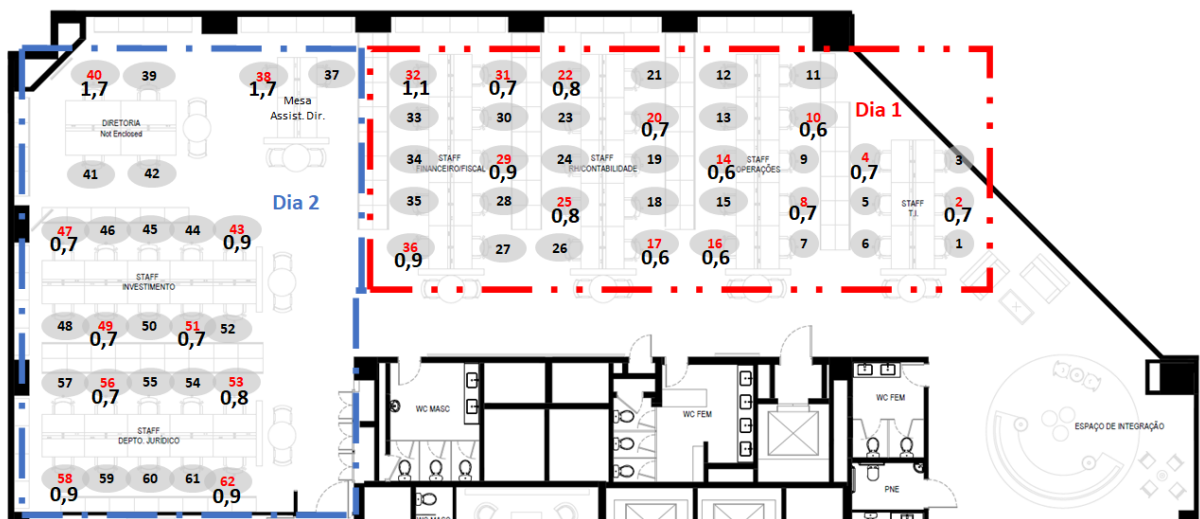 40 39 38 37 32 31 22 21 12 11
1,7 1,7 1,1 0,7 0,8
Mesa
Assist. Dir.
DIRETORIA
Not Enclosed
33 30 23 20 13 10 Dia 1
0,7 0,6
34 STAFF
FINANCEIRO/FISCAL 29 24 STAFF
RH/CONTABILIDADE 19 14 STAFF
OPERAÇÕES 9 4 3
0,9 0,6 0,7
41 42
Dia 2
35 28 25 18 15 8 5 STAFF
T.I. 2
0,8 0,7 0,7
47 46 45 44 43
0,7 0,9
36 27 26 17 16 7 6 1
0,9 0,6 0,6
STAFF
INVESTIMENTO
48 49 50 51 52
0,7 0,7
57 56 55 54 53
0,7 0,8
STAFF
DEPTO. JURÍDICO
58 59 60 61 62
0,9 0,9
WC MASC
WC FEM
WC FEM
ESPAÇO DE INTEGRAÇÃO
PNE
WC MASC